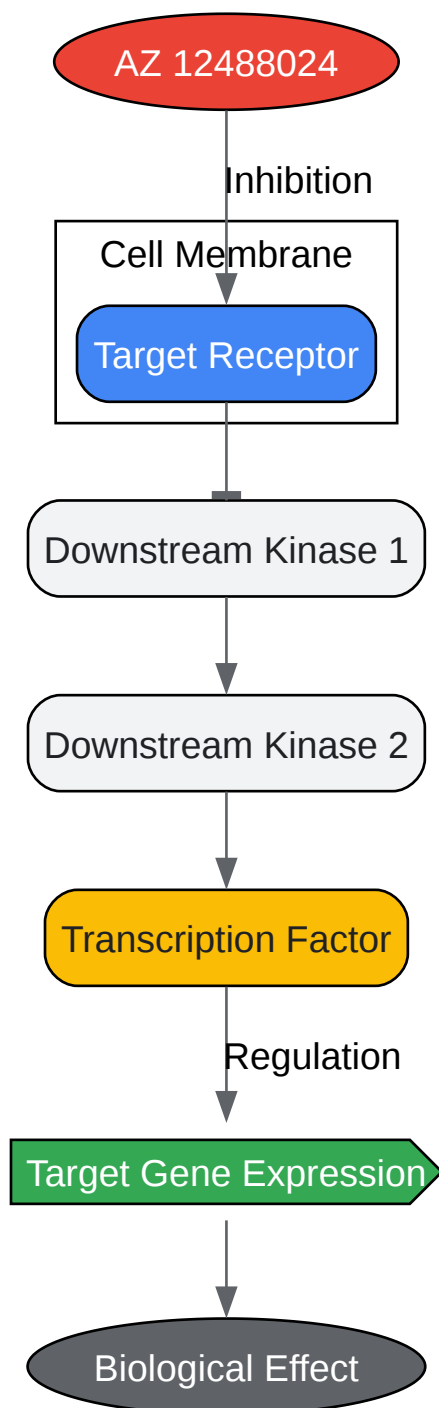 AZ 12488024
Inhibition
Cell Membrane
Target Receptor
Downstream Kinase 1
Downstream Kinase 2
Transcription Factor
Regulation
Target Gene Expression
Biological Effect